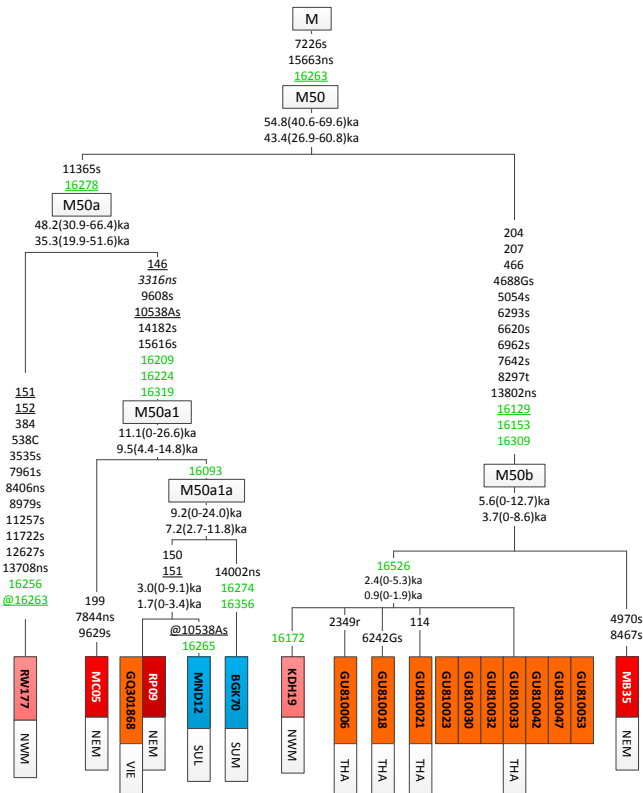 M
7226s
15663ns
16263
M50
54.8(40.6-69.6)ka
43.4(26.9-60.8)ka
11365s
16278
M50a
48.2(30.9-66.4)ka
35.3(19.9-51.6)ka
151
152
384
538C
3535s
7961s
8406ns
8979s
11257s
11722s
12627s
13708ns
16256
@16263
146
3316ns
9608s
10538As
14182s
15616s
16209
16224
16319
M50a1
11.1(0-26.6)ka
9.5(4.4-14.8)ka
199
7844ns
9629s
16093
M50a1a
9.2(0-24.0)ka
7.2(2.7-11.8)ka
150
151
3.0(0-9.1)ka
1.7(0-3.4)ka
@10538As
16265
14002ns
16274
16356
204
207
466
4688Gs
5054s
6293s
6620s
6962s
7642s
8297t
13802ns
16129
16153
16309
M50b
5.6(0-12.7)ka
3.7(0-8.6)ka
16526
2.4(0-5.3)ka
0.9(0-1.9)ka
16172
2349r
6242Gs
114
4970s
8467s
RW177
NWM
MC05
NEM
GQ301868
VIE
RP09
NEM
MND12
SUL
BGK70
SUM
KDH19
NWM
GU810006
THA
GU810018
THA
GU810021
THA
GU810023
GU810030
GU810032
GU810033
GU810042
GU810047
GU810053
THA
MB35
NEM